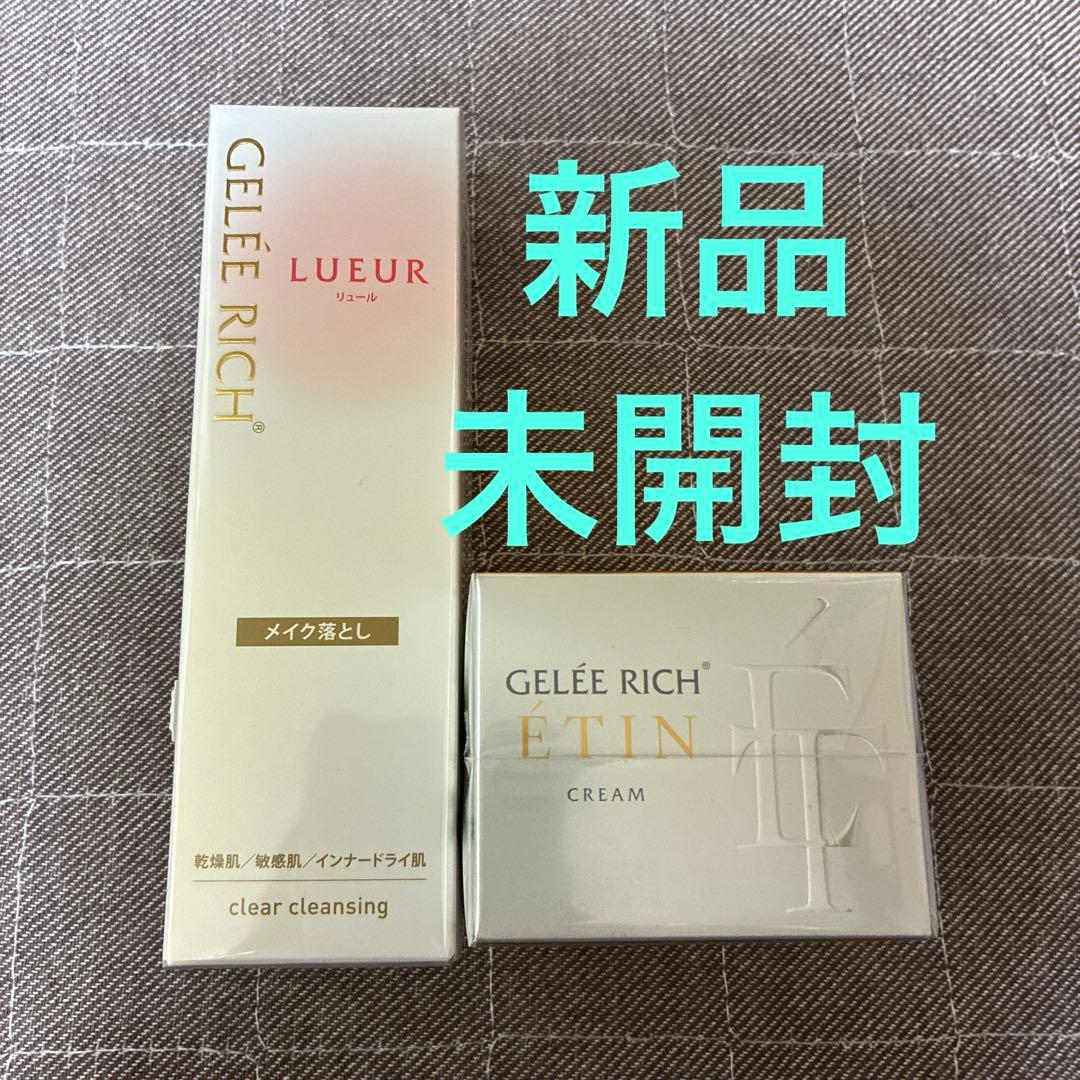 GELÉE RICH®
LUEUR
リュール
メイク落とし
乾燥肌／敏感肌／インナードライ肌
clear cleansing
新品
未開封
GELÉE RICH®
ÉTIN
CREAM
ÉT